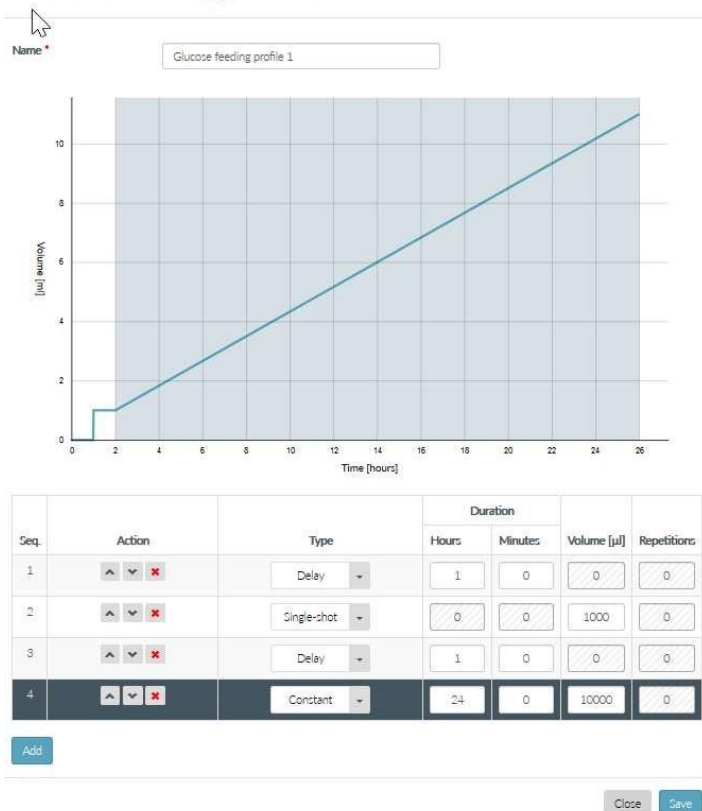 Name *
Glucose feeding profile 1
10
8
6
4
2
0
Volume [ml]
0 2 4 6 8 10 12 14 16 18 20 22 24 26
Time [hours]
Duration
Seq. Action Type Hours Minutes Volume [µl] Repetitions
1 Delay 1 0 0 0
2 Single-shot 0 0 1000 0
3 Delay 1 0 0 0
4 Constant 24 0 10000 0
Add
Close Save